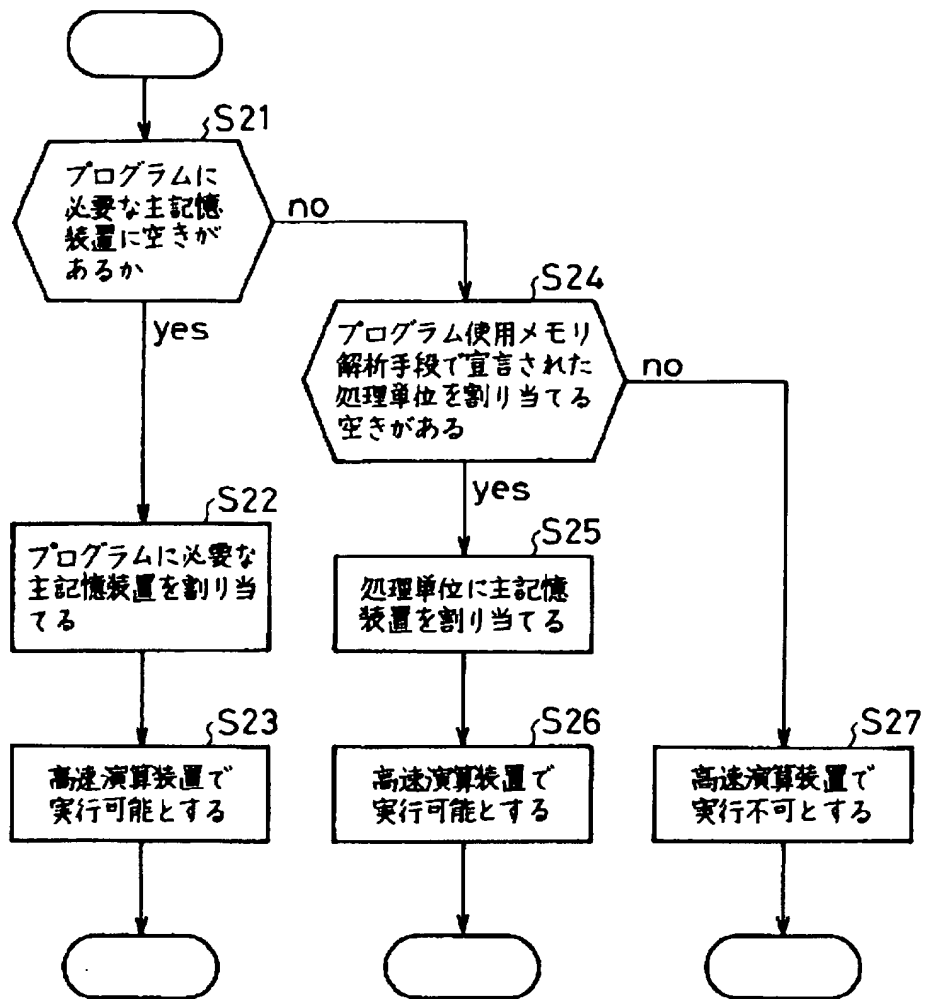 S21
プログラムに
必要な主記憶
装置に空きが
あるか
no
yes
S24
プログラム使用メモリ
解析手段で宣言された
処理単位を割り当てる
空きがある
no
yes
S22
プログラムに必要な
主記憶装置を割り当
てる
S25
処理単位に主記憶
装置を割り当てる
S23
高速演算装置で
実行可能とする
S26
高速演算装置で
実行可能とする
S27
高速演算装置で
実行不可とする